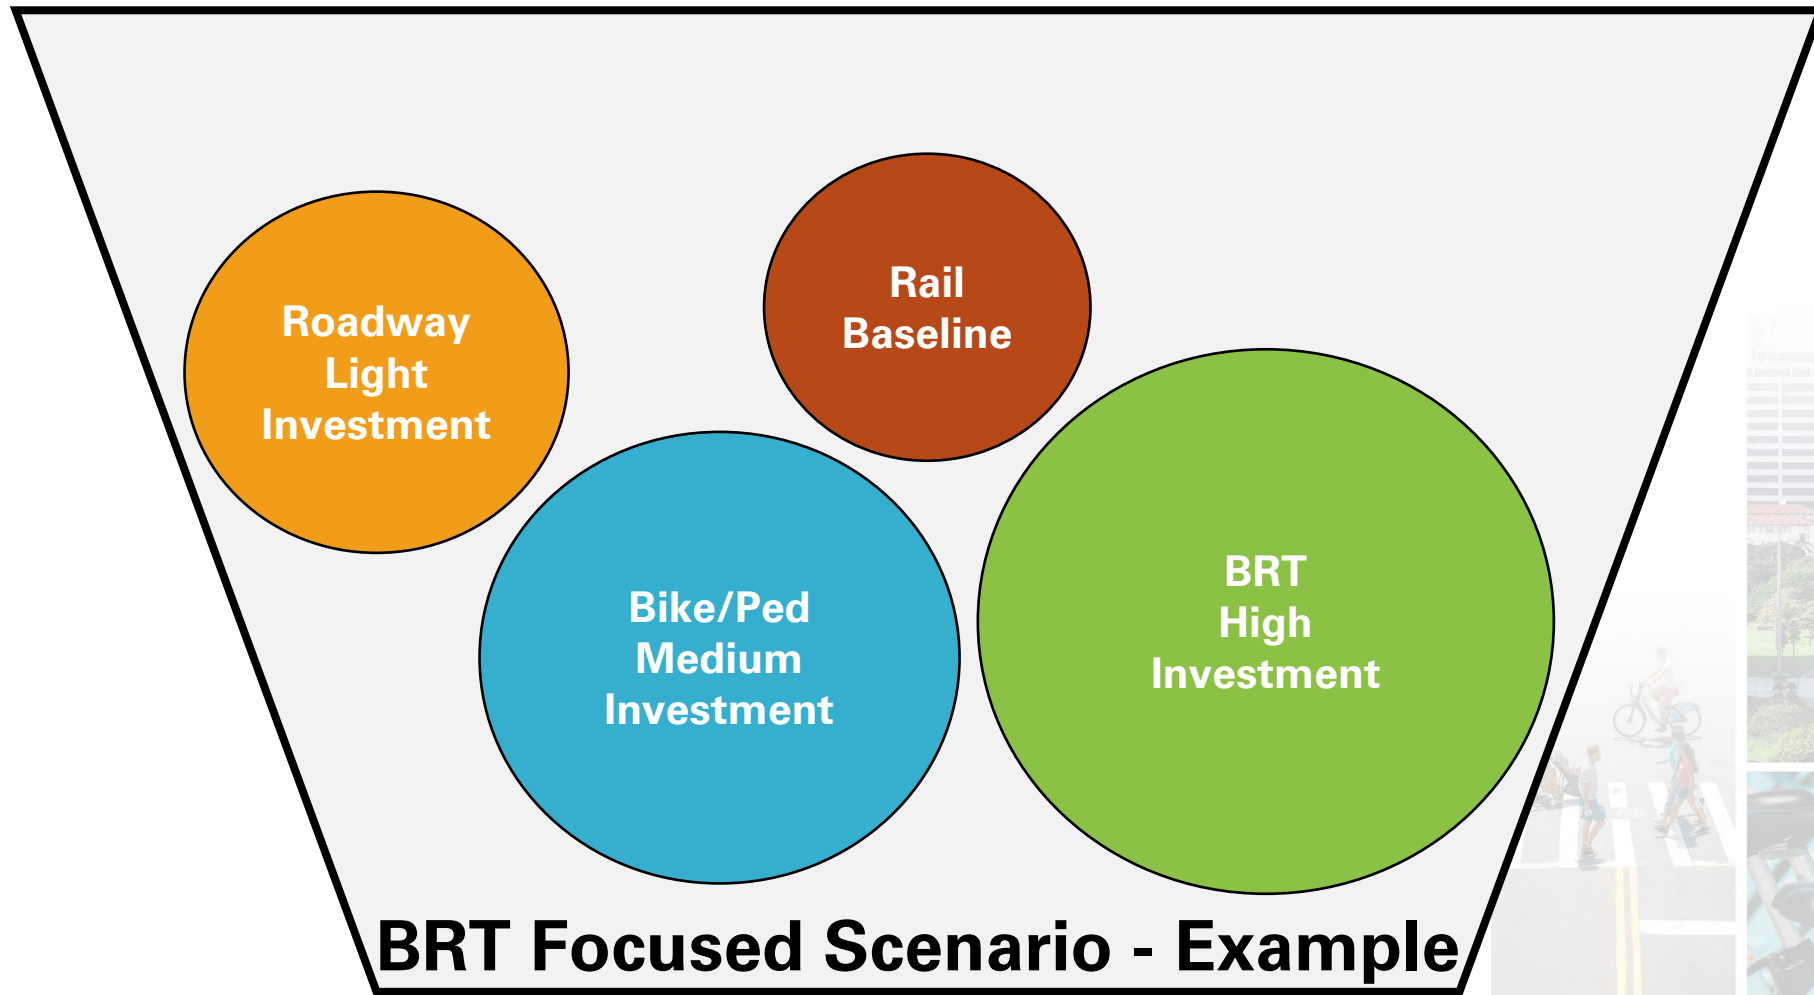 Roadway
Light
Investment
Rail
Baseline
Bike/Ped
Medium
Investment
BRT
High
Investment
BRT Focused Scenario - Example